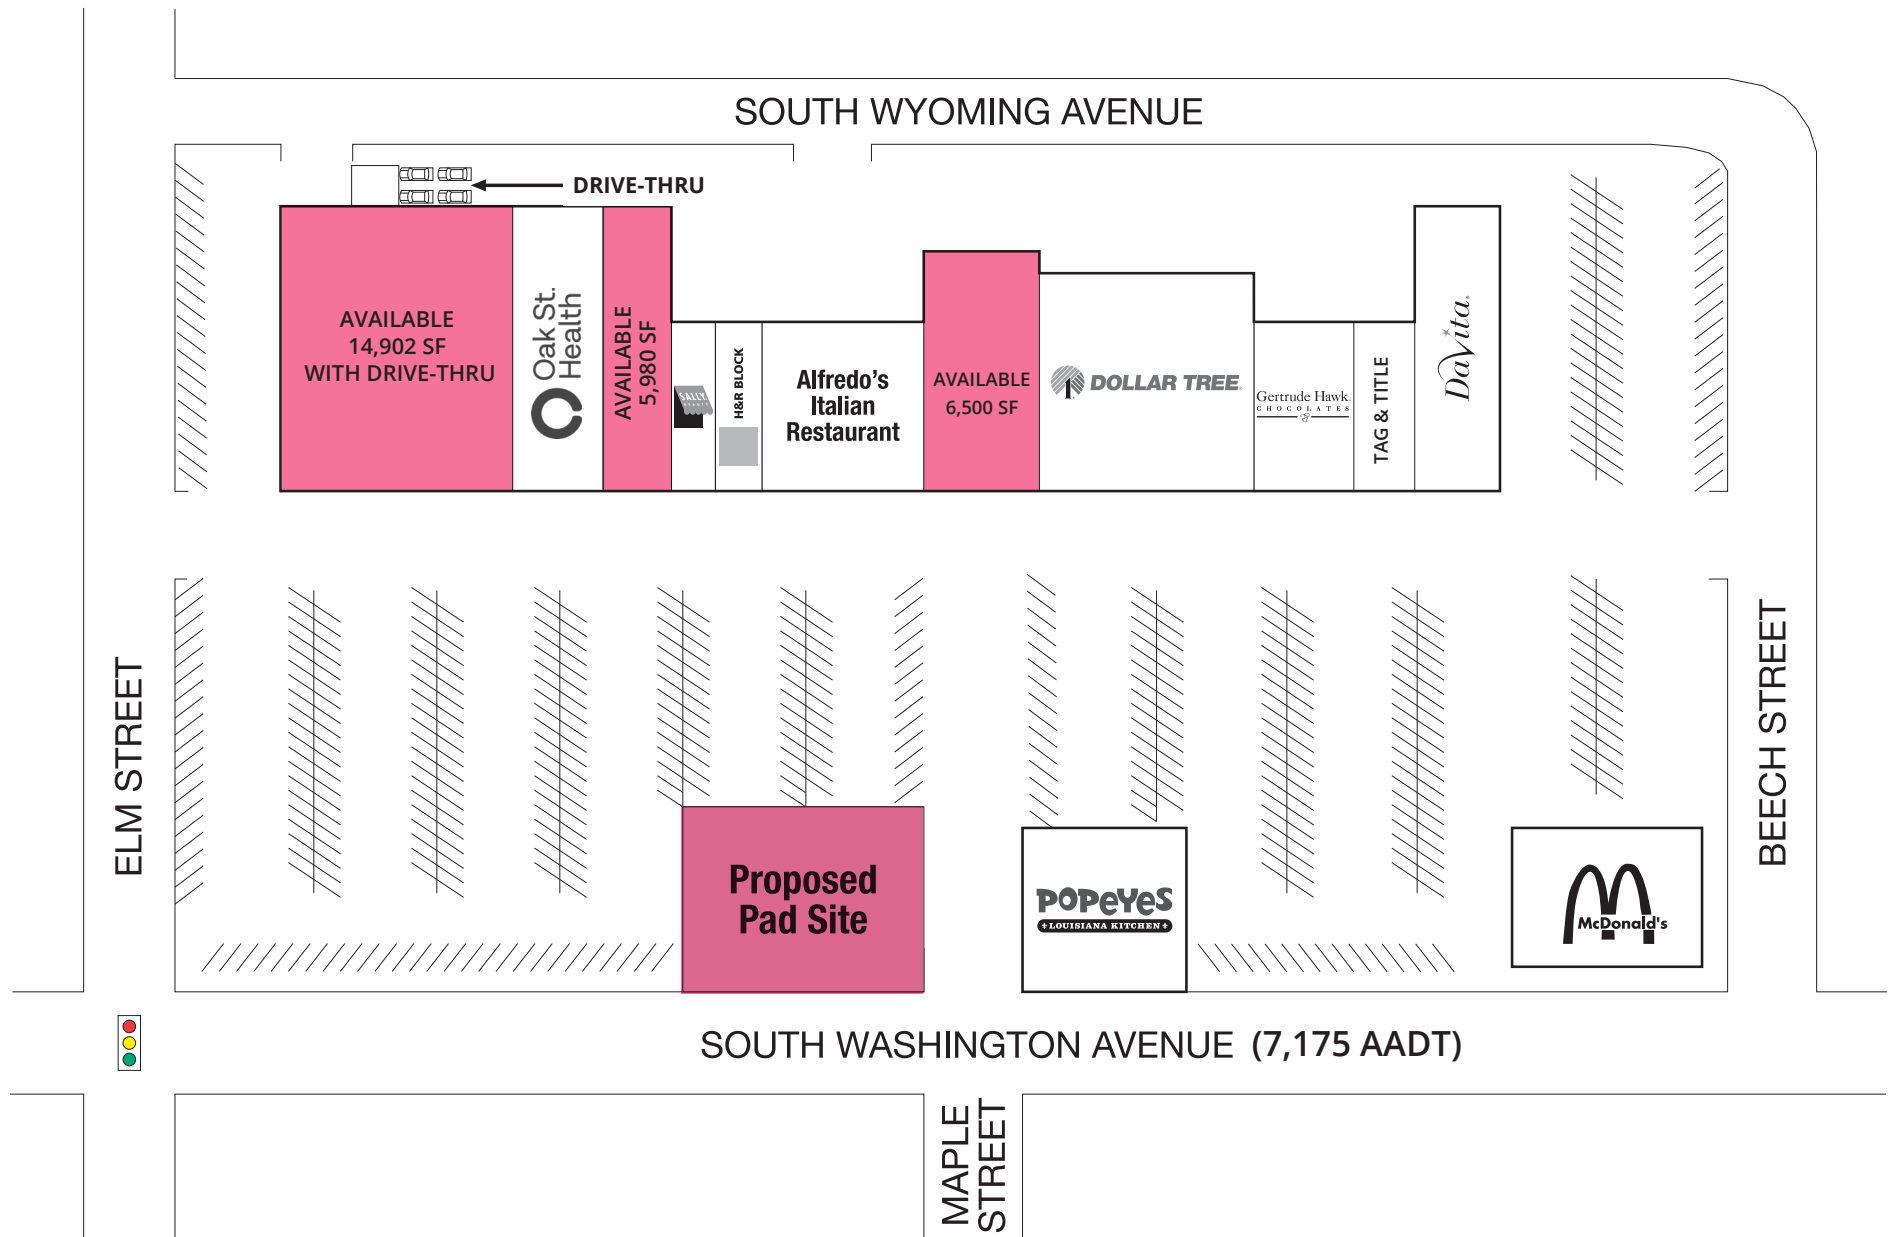 SOUTH WYOMING AVENUE
DRIVE-THRU
AVAILABLE
14,902 SF
WITH DRIVE-THRU
Oak St.
Health
AVAILABLE
5,980 SF
SALLY
BEAUTY
H&R BLOCK
Alfredo's
Italian
Restaurant
AVAILABLE
6,500 SF
1 DOLLAR TREE
Gertrude Hawk
CHOCOLATES
TAG & TITLE
DaVita
ELM STREET
BEECH STREET
Proposed
Pad Site
POPEYES
LOUISIANA KITCHEN
McDonald's
SOUTH WASHINGTON AVENUE (7,175 AADT)
MAPLE
STREET